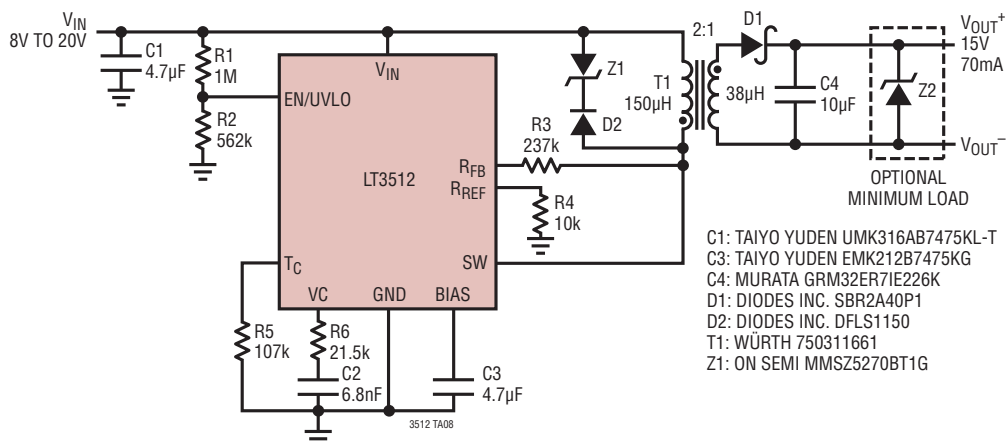 VIN
8V TO 20V
C1
4.7µF
R1
1M
R2
562k
VIN
EN/UVLO
LT3512
RFB
RREF
SW
TC
VC
GND
BIAS
Z1
D2
R3
237k
R4
10k
T1
150µH
2:1
38µH
D1
C4
10µF
Z2
VOUT+
15V
70mA
VOUT–
OPTIONAL
MINIMUM LOAD
R5
107k
R6
21.5k
C2
6.8nF
C3
4.7µF
3512 TA08
C1: TAIYO YUDEN UMK316AB7475KL-T
C3: TAIYO YUDEN EMK212B7475KG
C4: MURATA GRM32ER7IE226K
D1: DIODES INC. SBR2A40P1
D2: DIODES INC. DFLS1150
T1: WÜRTH 750311661
Z1: ON SEMI MMSZ5270BT1G